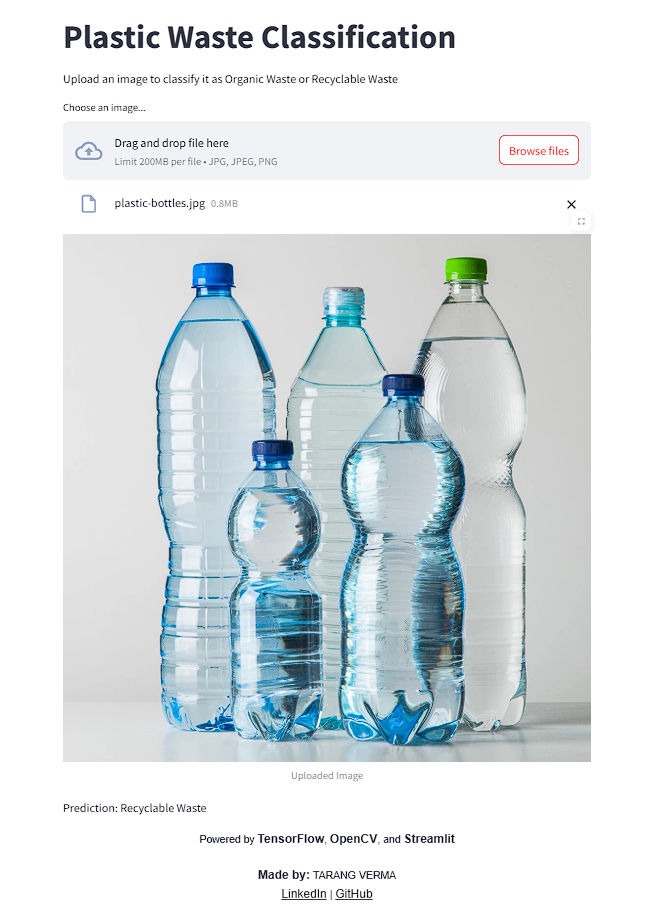 Plastic Waste Classification
Upload an image to classify it as Organic Waste or Recyclable Waste
Choose an image...
Drag and drop file here
Limit 200MB per file • JPG, JPEG, PNG
Browse files
plastic-bottles.jpg 0.8MB
Uploaded Image
Prediction: Recyclable Waste
Powered by TensorFlow, OpenCV, and Streamlit
Made by: TARANG VERMA
LinkedIn | GitHub